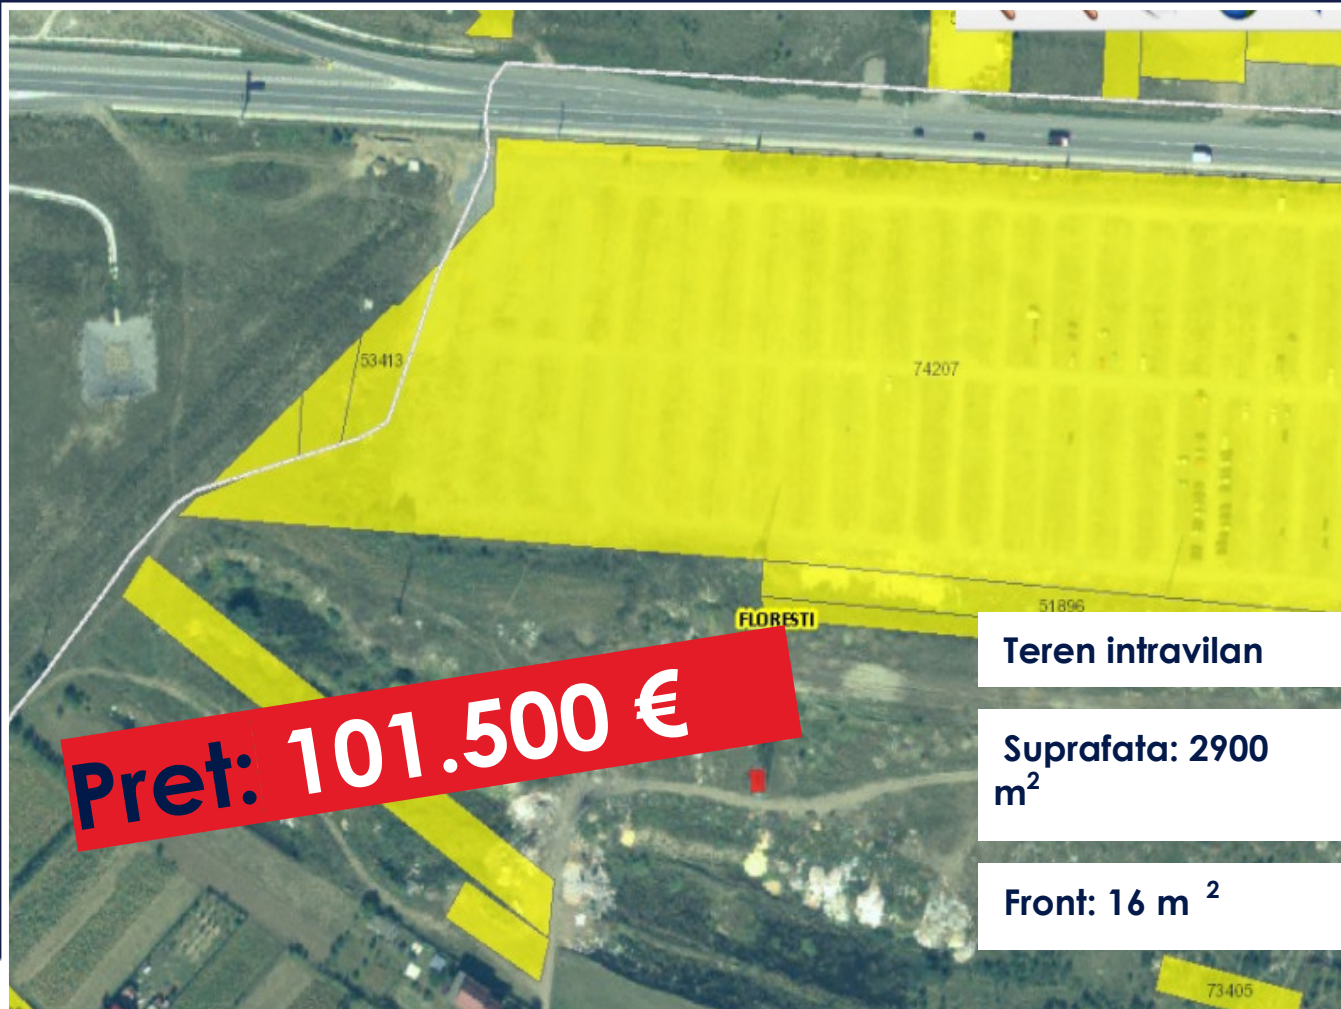 53413
74207
51896
FLORESTI
Teren intravilan
Pret: 101.500 €
Suprafata: 2900
m²
Front: 16 m ²
73405